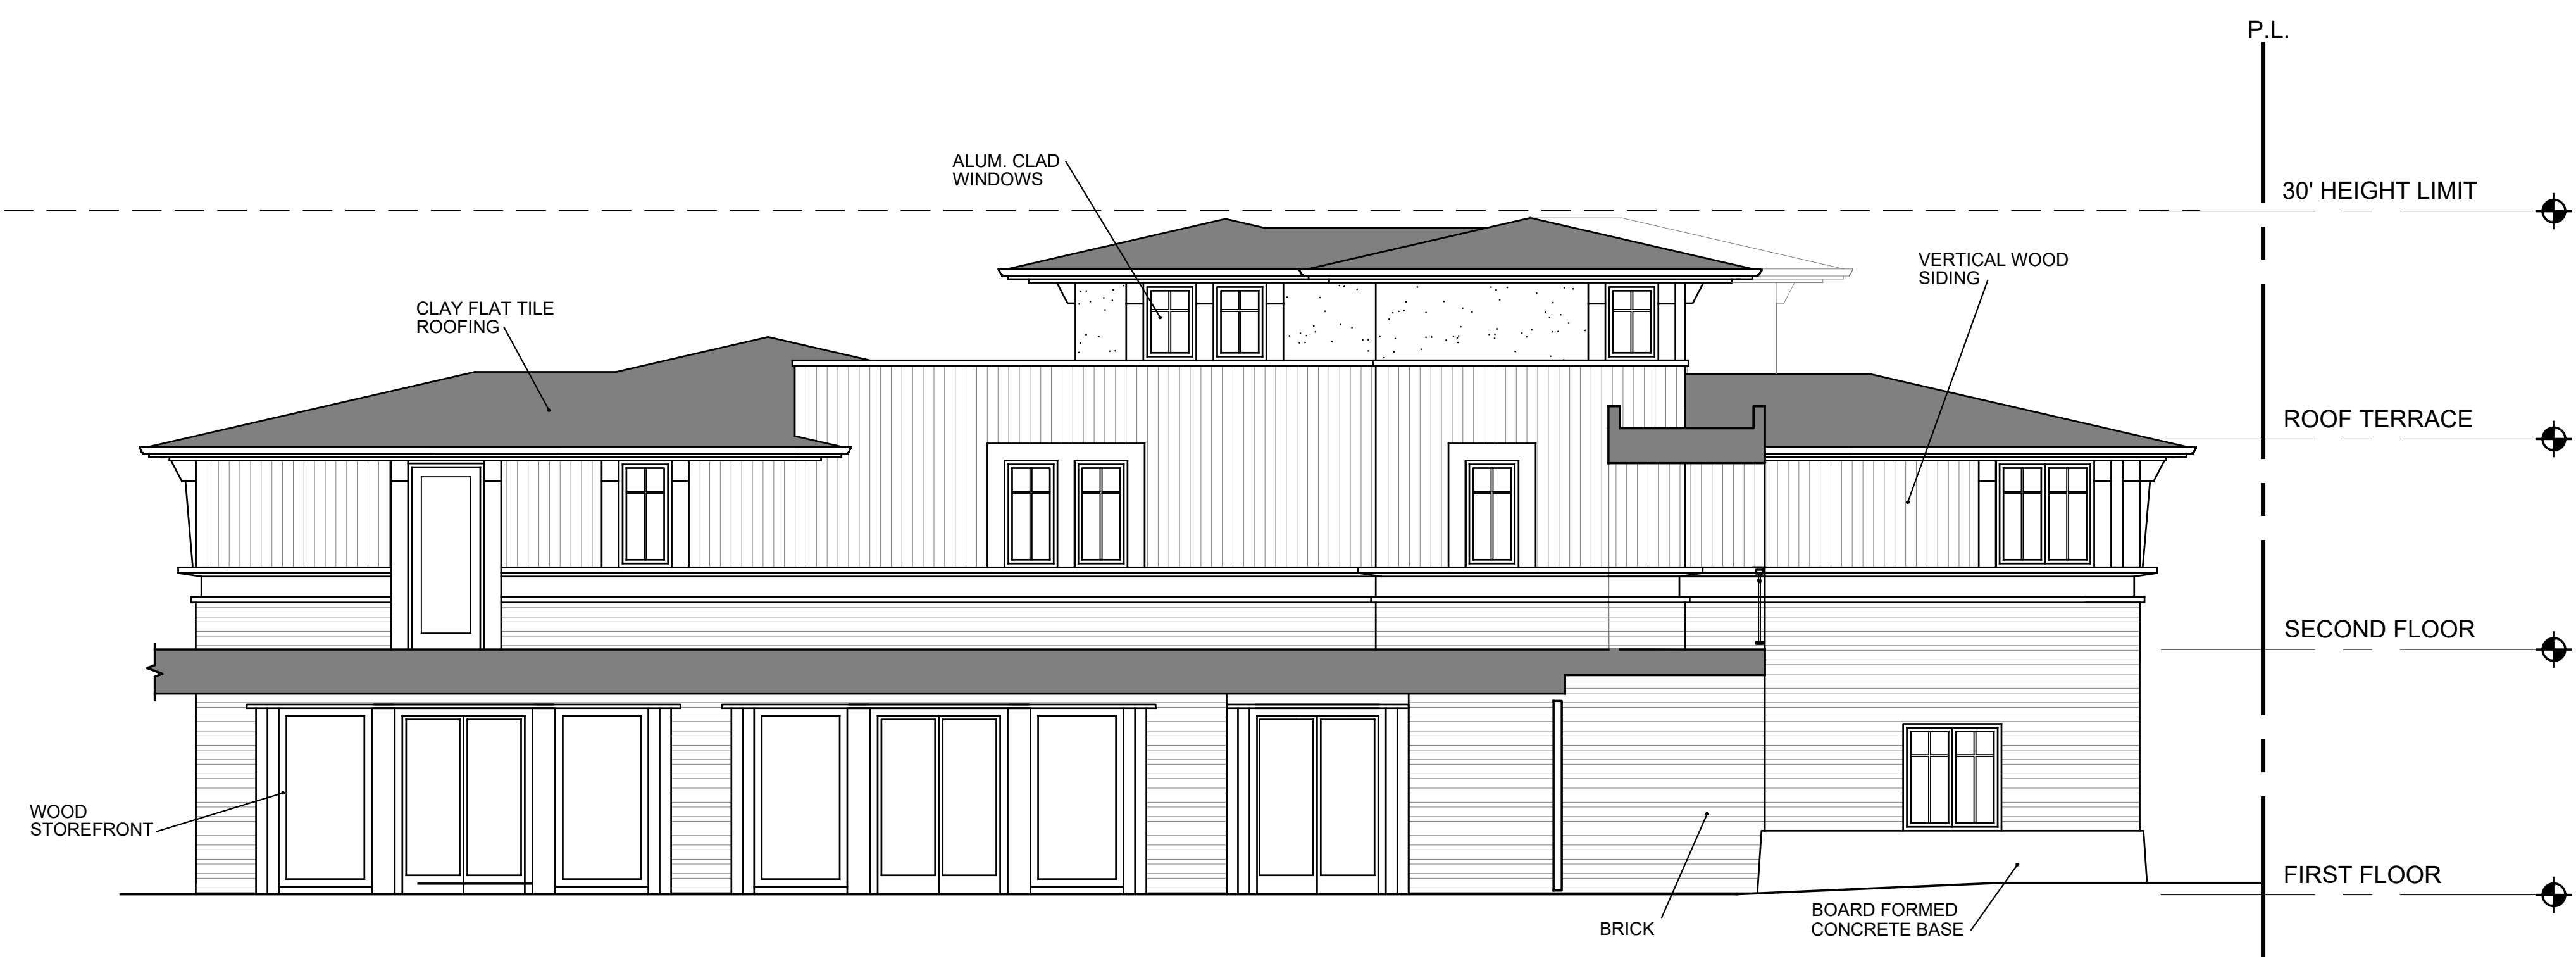 P.L.
ALUM. CLAD
WINDOWS
30' HEIGHT LIMIT
VERTICAL WOOD
SIDING
CLAY FLAT TILE
ROOFING
ROOF TERRACE
SECOND FLOOR
WOOD
STOREFRONT
FIRST FLOOR
BRICK
BOARD FORMED
CONCRETE BASE